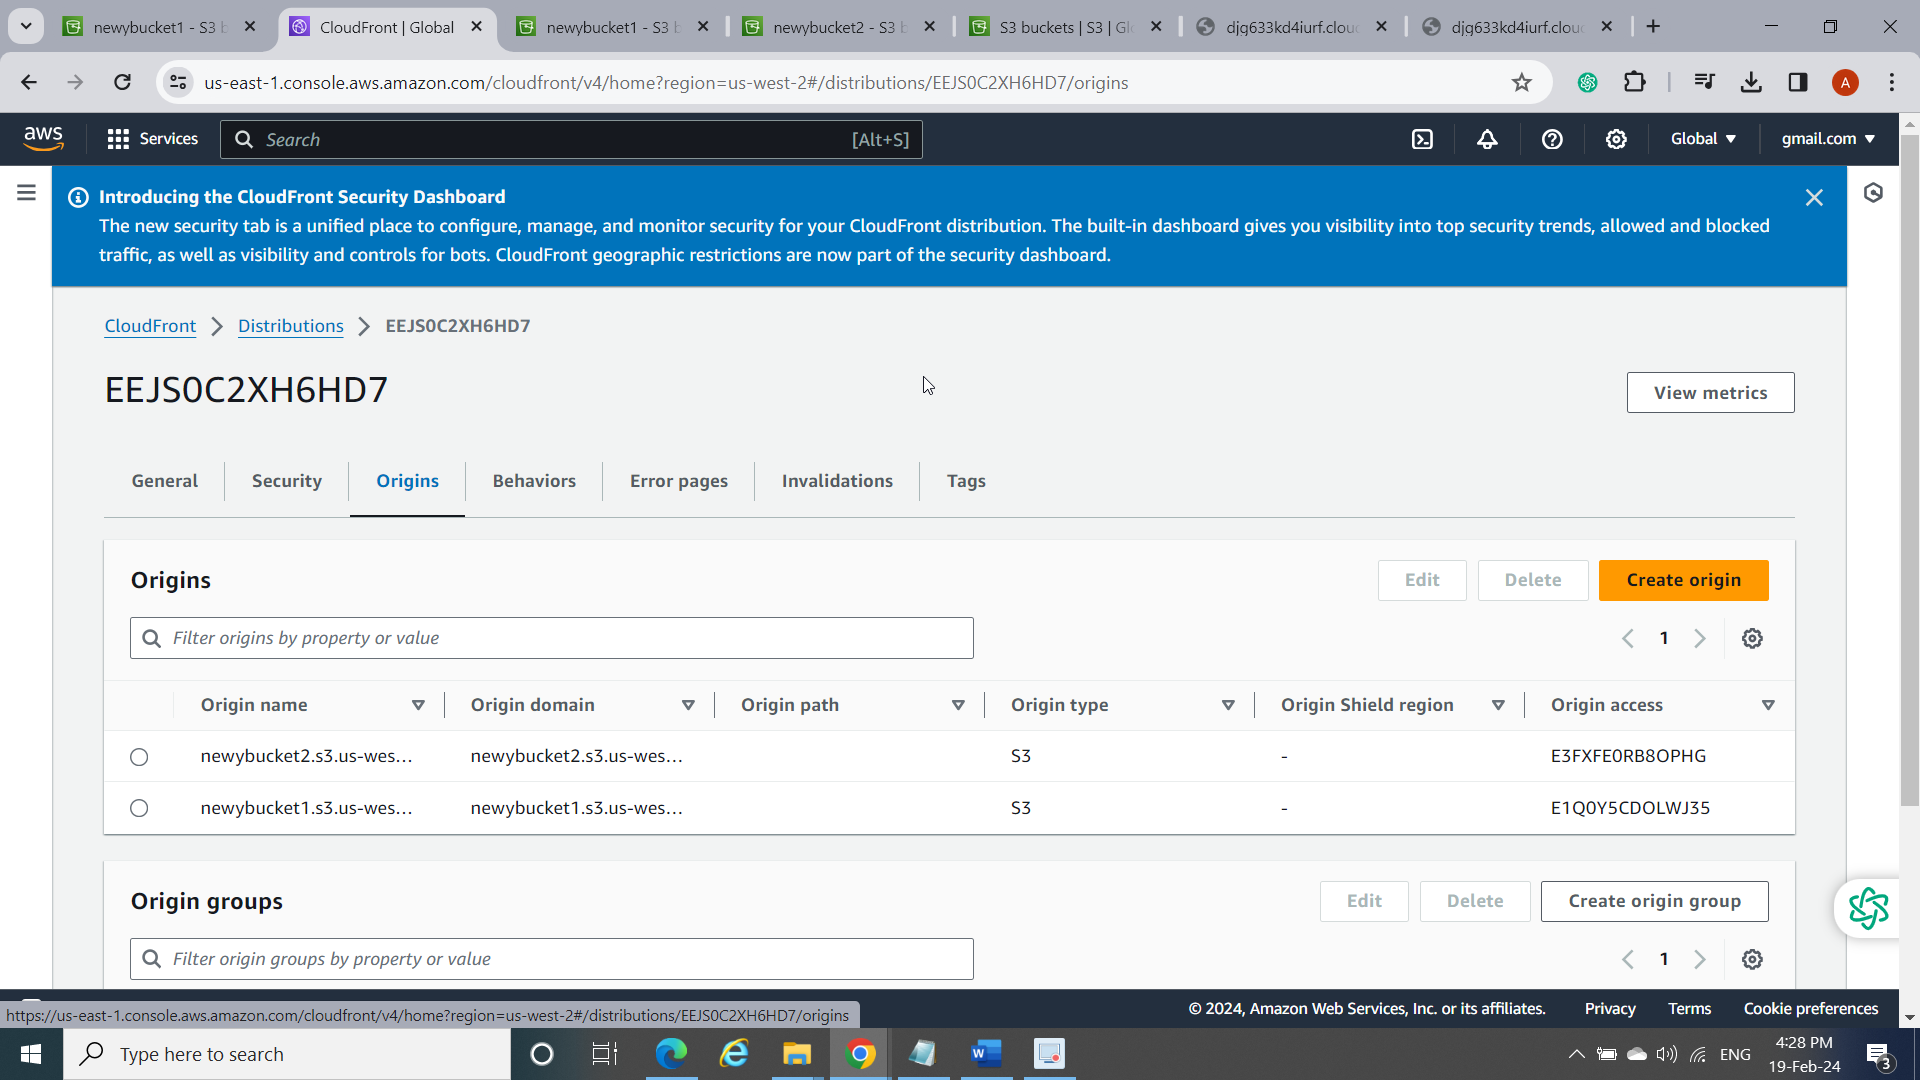 newybucket1 - S3 b
CloudFront | Global
newybucket1 - S3 b
newybucket2 - S3 b
S3 buckets | S3 | Gl
djg633kd4iurf.clou
djg633kd4iurf.clou
us-east-1.console.aws.amazon.com/cloudfront/v4/home?region=us-west-2#/distributions/EEJS0C2XH6HD7/origins
A
aws
Services
Search
[Alt+S]
Global
gmail.com
Introducing the CloudFront Security Dashboard
The new security tab is a unified place to configure, manage, and monitor security for your CloudFront distribution. The built-in dashboard gives you visibility into top security trends, allowed and blocked
traffic, as well as visibility and controls for bots. CloudFront geographic restrictions are now part of the security dashboard.
CloudFront > Distributions > EEJS0C2XH6HD7
EEJS0C2XH6HD7
View metrics
General
Security
Origins
Behaviors
Error pages
Invalidations
Tags
Origins
Edit
Delete
Create origin
Filter origins by property or value
1
Origin name
Origin domain
Origin path
Origin type
Origin Shield region
Origin access
newybucket2.s3.us-wes... newybucket2.s3.us-wes... S3 - E3FXFE0RB8OPHG
newybucket1.s3.us-wes... newybucket1.s3.us-wes... S3 - E1Q0Y5CDOLWJ35
Origin groups
Edit
Delete
Create origin group
Filter origin groups by property or value
1
https://us-east-1.console.aws.amazon.com/cloudfront/v4/home?region=us-west-2#/distributions/EEJS0C2XH6HD7/origins
© 2024, Amazon Web Services, Inc. or its affiliates.
Privacy
Terms
Cookie preferences
Type here to search
ENG
4:28 PM
19-Feb-24
3